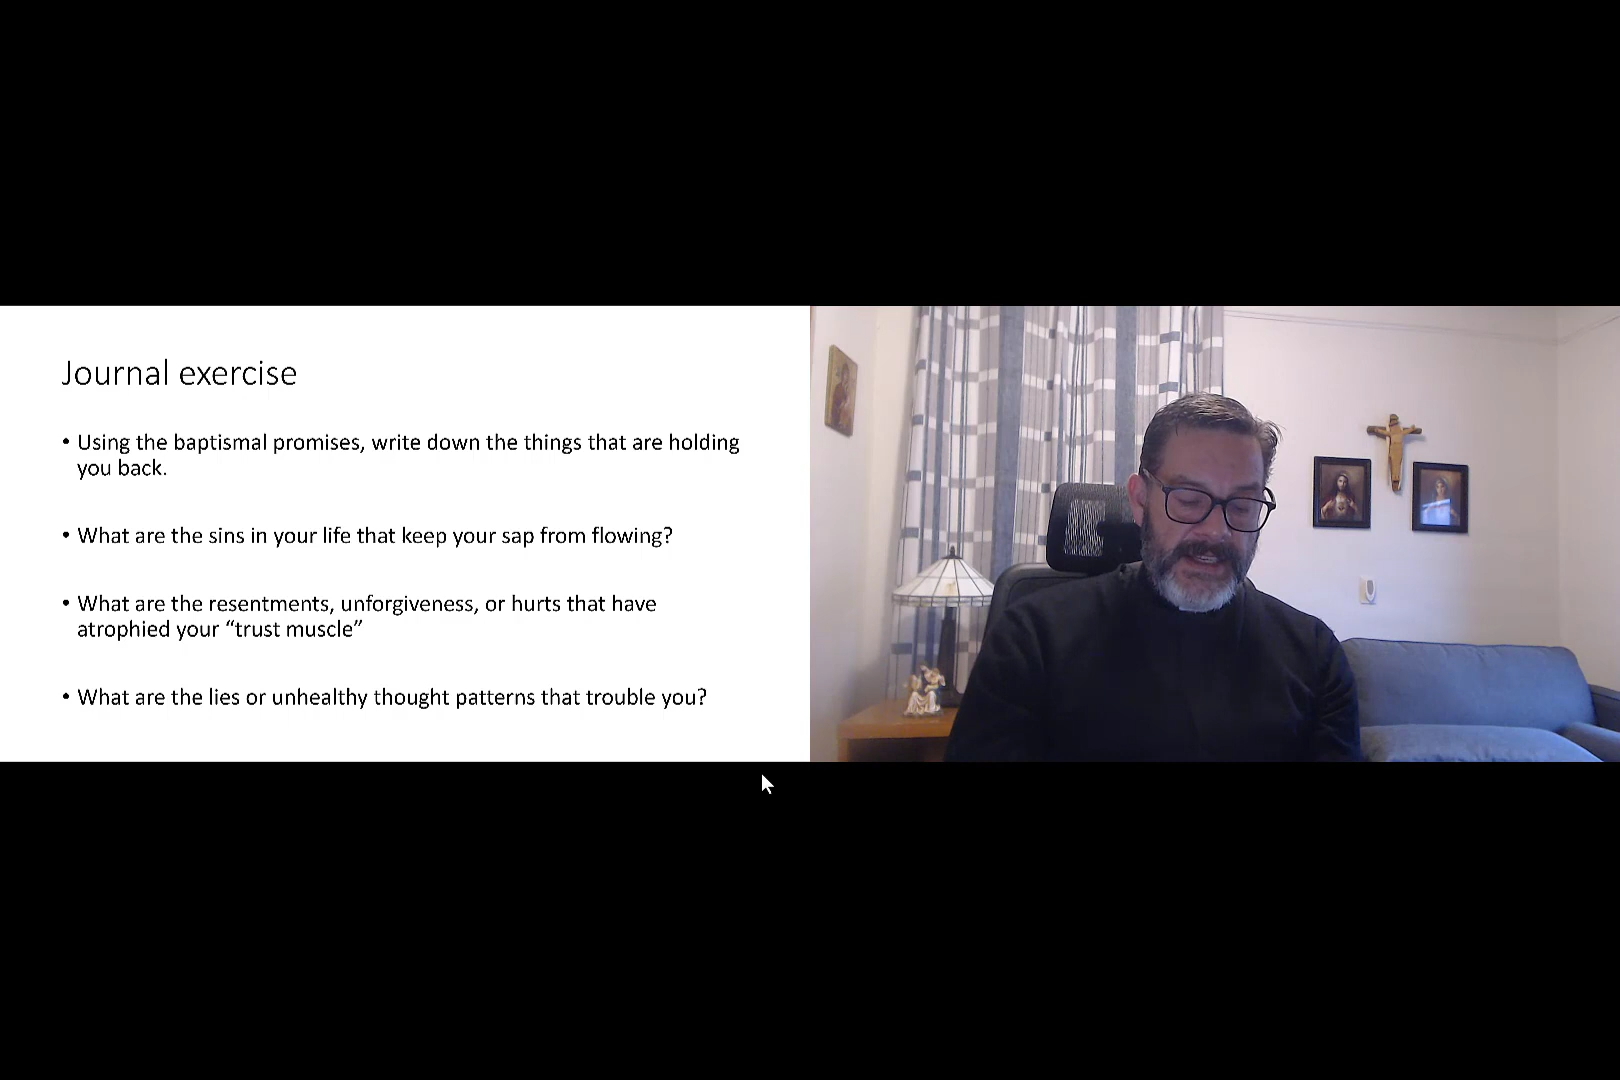 Journal exercise
• Using the baptismal promises, write down the things that are holding
you back.
• What are the sins in your life that keep your sap from flowing?
• What are the resentments, unforgiveness, or hurts that have
atrophied your “trust muscle”
• What are the lies or unhealthy thought patterns that trouble you?